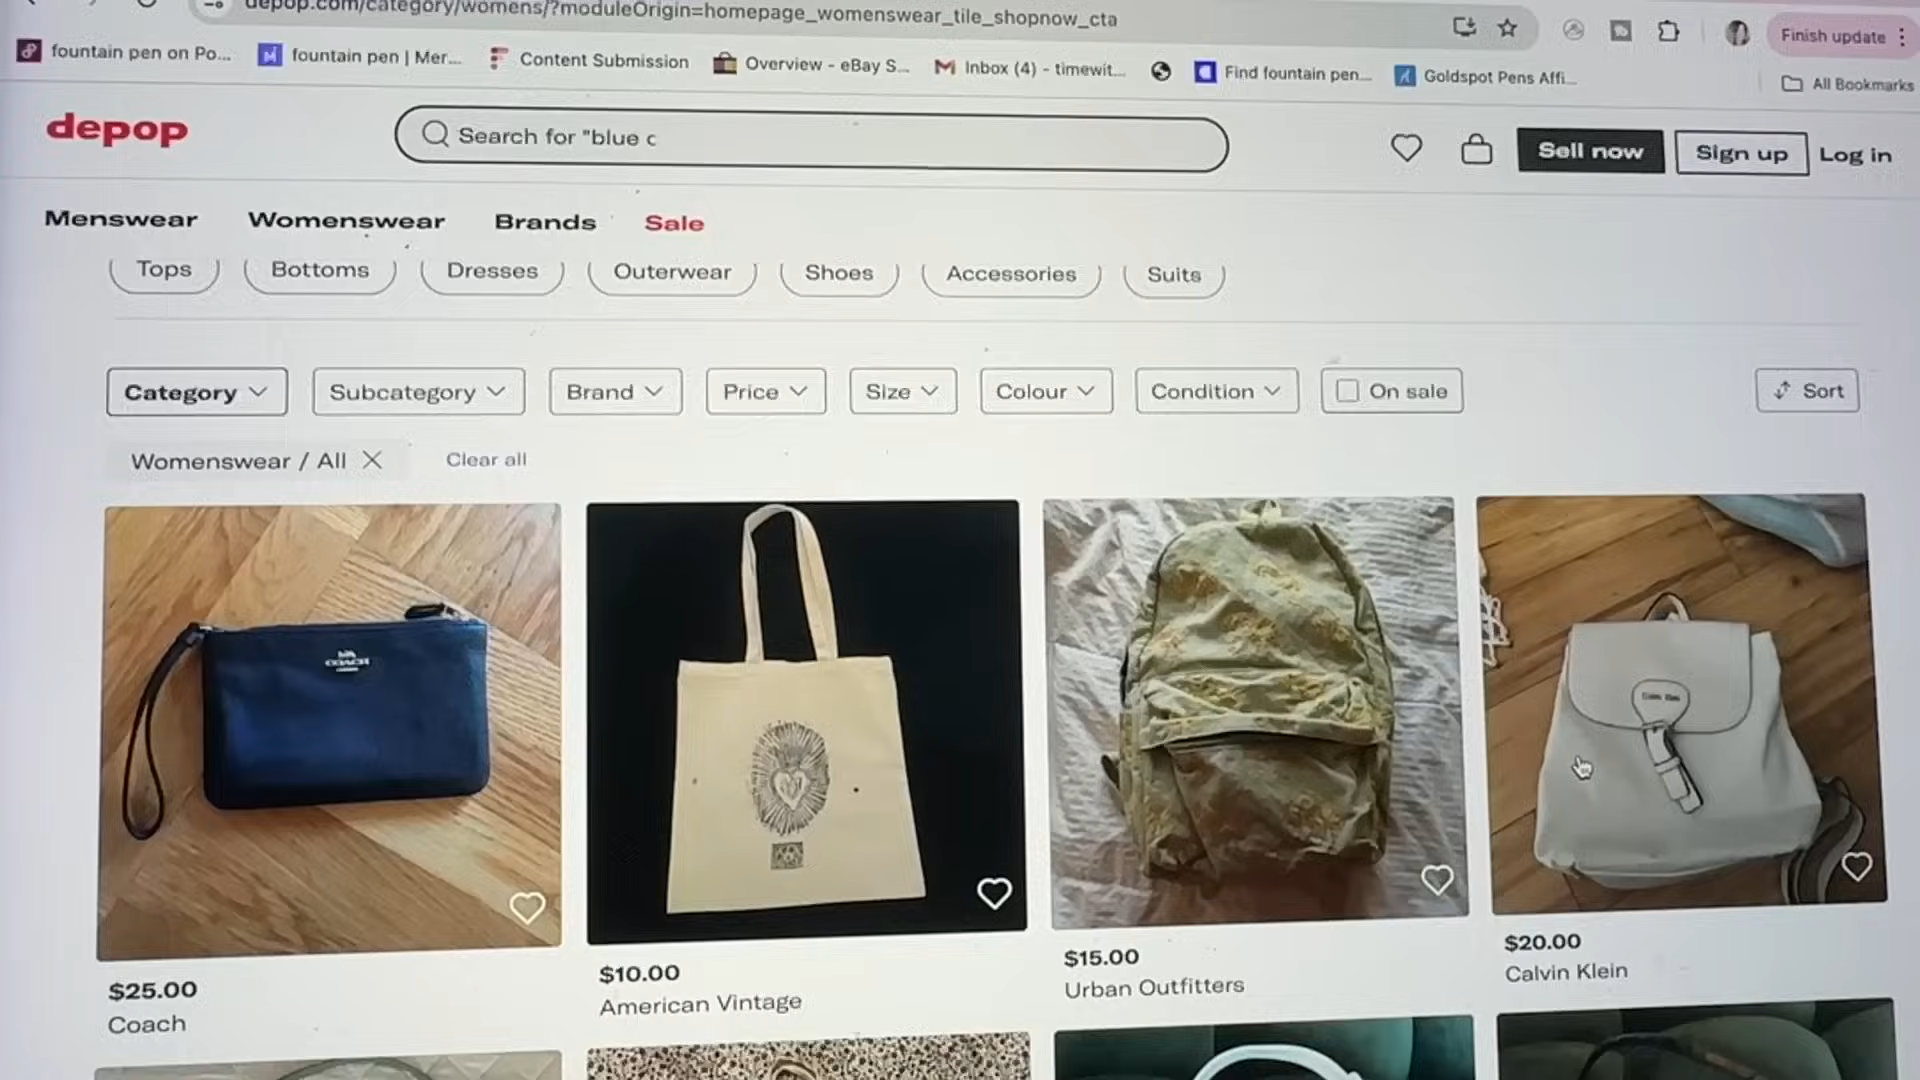 depop.com/category/womens/?moduleOrigin=homepage_womenswear_tile_shopnow_cta
Finish update
fountain pen on Po...
fountain pen | Mer...
Content Submission
Overview - eBay S...
Inbox (4) - timewit...
Find fountain pen...
Goldspot Pens Affi...
All Bookmarks
depop
Search for "blue c
Sell now
Sign up
Log in
Menswear
Womenswear
Brands
Sale
Tops
Bottoms
Dresses
Outerwear
Shoes
Accessories
Suits
Category
Subcategory
Brand
Price
Size
Colour
Condition
On sale
Sort
Womenswear / All
Clear all
COACH
$25.00
Coach
$10.00
American Vintage
$15.00
Urban Outfitters
$20.00
Calvin Klein